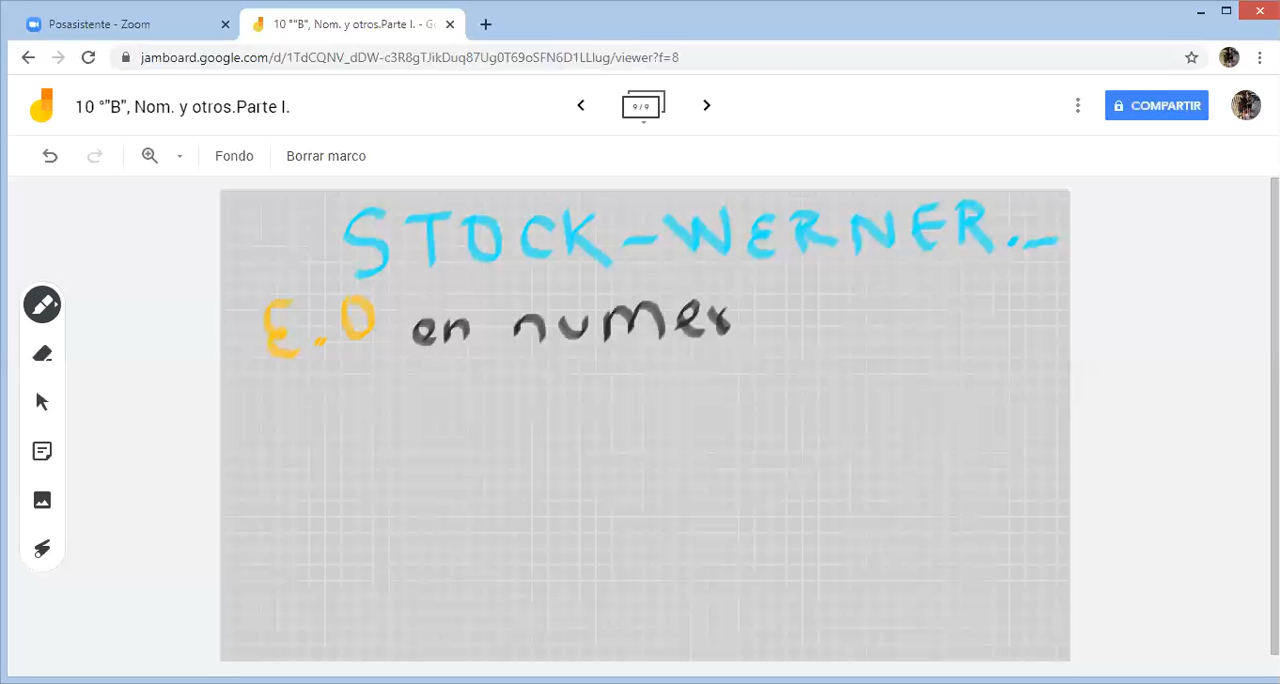 Posasistente - Zoom
10 °"B", Nom. y otros.Parte I. - Go
jamboard.google.com/d/1TdCQNV_dDW-c3R8gTJikDuq87Ug0T69oSFN6D1LLlug/viewer?f=8
10 °"B", Nom. y otros.Parte I.
9/9
COMPARTIR
Fondo
Borrar marco
STOCK-WERNER.-
E.O en numer